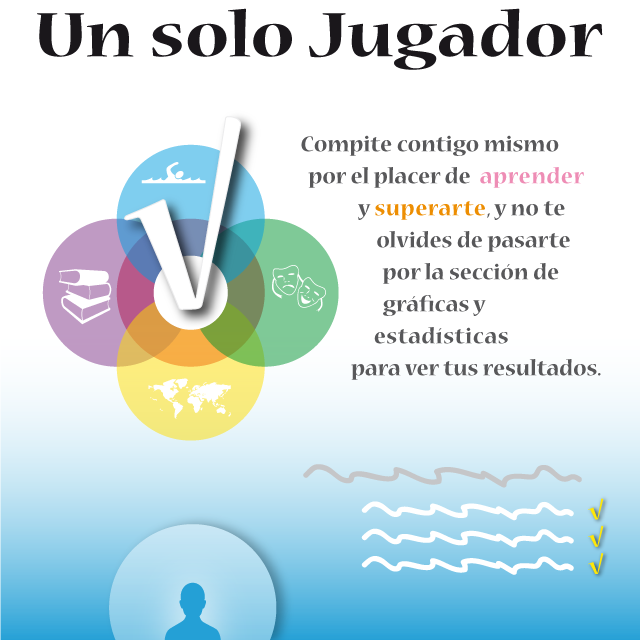 Un solo Jugador
Compite contigo mismo
por el placer de aprender
y superarte, y no te
olvides de pasarte
por la sección de
gráficas y
estadísticas
para ver tus resultados.